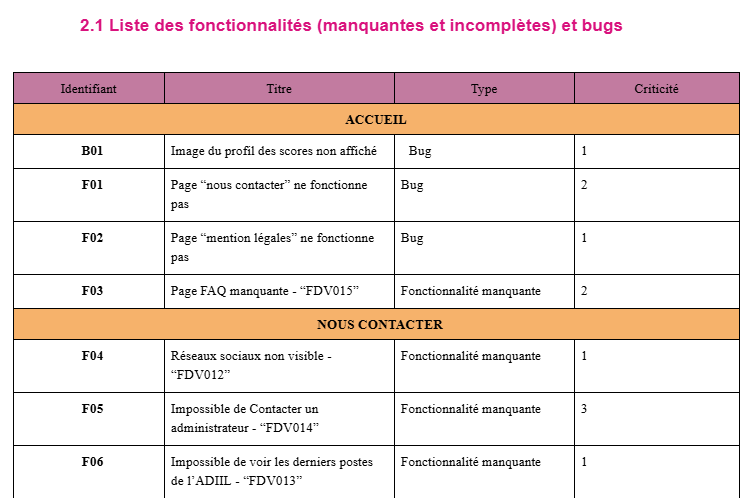 2.1 Liste des fonctionnalités (manquantes et incomplètes) et bugs
Identifiant Titre Type Criticité
ACCUEIL
B01 Image du profil des scores non affiché Bug 1
F01 Page “nous contacter” ne fonctionne Bug 2
pas
F02 Page “mention légales” ne fonctionne Bug 1
pas
F03 Page FAQ manquante - “FDV015” Fonctionnalité manquante 2
NOUS CONTACTER
F04 Réseaux sociaux non visible - Fonctionnalité manquante 1
“FDV012”
F05 Impossible de Contacter un Fonctionnalité manquante 3
administrateur - “FDV014”
F06 Impossible de voir les derniers postes Fonctionnalité manquante 1
de l’ADIIL - “FDV013”